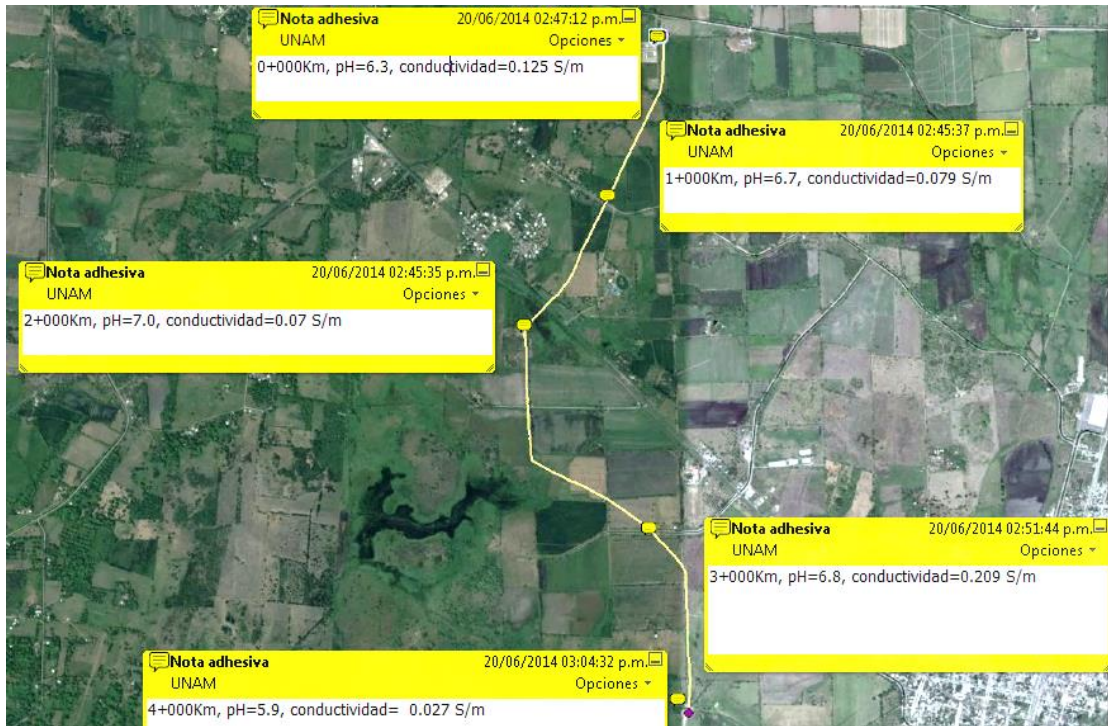 Nota adhesiva 20/06/2014 02:47:12 p.m.
UNAM Opciones
0+000Km, pH=6.3, conductividad=0.125 S/m
Nota adhesiva 20/06/2014 02:45:37 p.m.
UNAM Opciones
1+000Km, pH=6.7, conductividad=0.079 S/m
Nota adhesiva 20/06/2014 02:45:35 p.m.
UNAM Opciones
2+000Km, pH=7.0, conductividad=0.07 S/m
Nota adhesiva 20/06/2014 02:51:44 p.m.
UNAM Opciones
3+000Km, pH=6.8, conductividad=0.209 S/m
Nota adhesiva 20/06/2014 03:04:32 p.m.
UNAM Opciones
4+000Km, pH=5.9, conductividad= 0.027 S/m